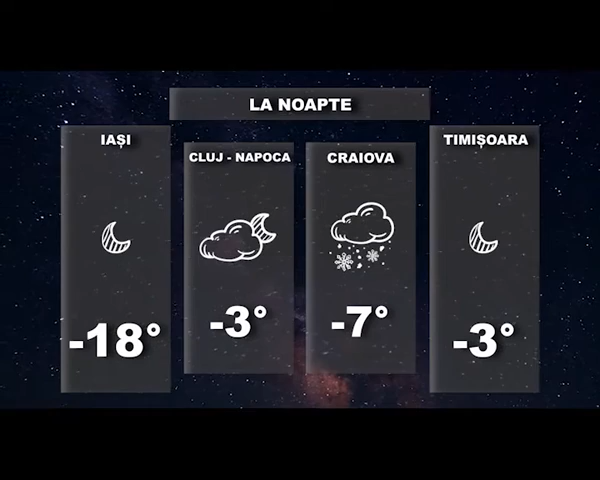 LA NOAPTE
IAȘI
CLUJ - NAPOCA
CRAIOVA
TIMIȘOARA
-18°
-3°
-7°
-3°